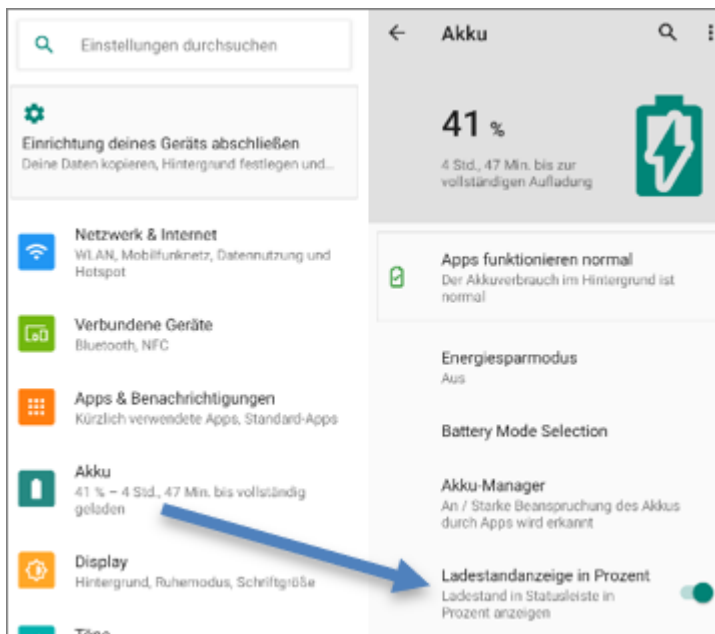 Einstellungen durchsuchen
Einrichtung deines Geräts abschließen
Deine Daten kopieren, Hintergrund festlegen und...
Netzwerk & Internet
WLAN, Mobilfunknetz, Datennutzung und
Hotspot
Verbundene Geräte
Bluetooth, NFC
Apps & Benachrichtigungen
Kürzlich verwendete Apps, Standard-Apps
Akku
41 % – 4 Std., 47 Min. bis vollständig
geladen
Display
Hintergrund, Ruhemodus, Schriftgröße
Töne
Akku
41 %
4 Std., 47 Min. bis zur
vollständigen Aufladung
Apps funktionieren normal
Der Akkuverbrauch im Hintergrund ist
normal
Energiesparmodus
Aus
Battery Mode Selection
Akku-Manager
An / Starke Beanspruchung des Akkus
durch Apps wird erkannt
Ladestandanzeige in Prozent
Ladestand in Statusleiste in
Prozent anzeigen